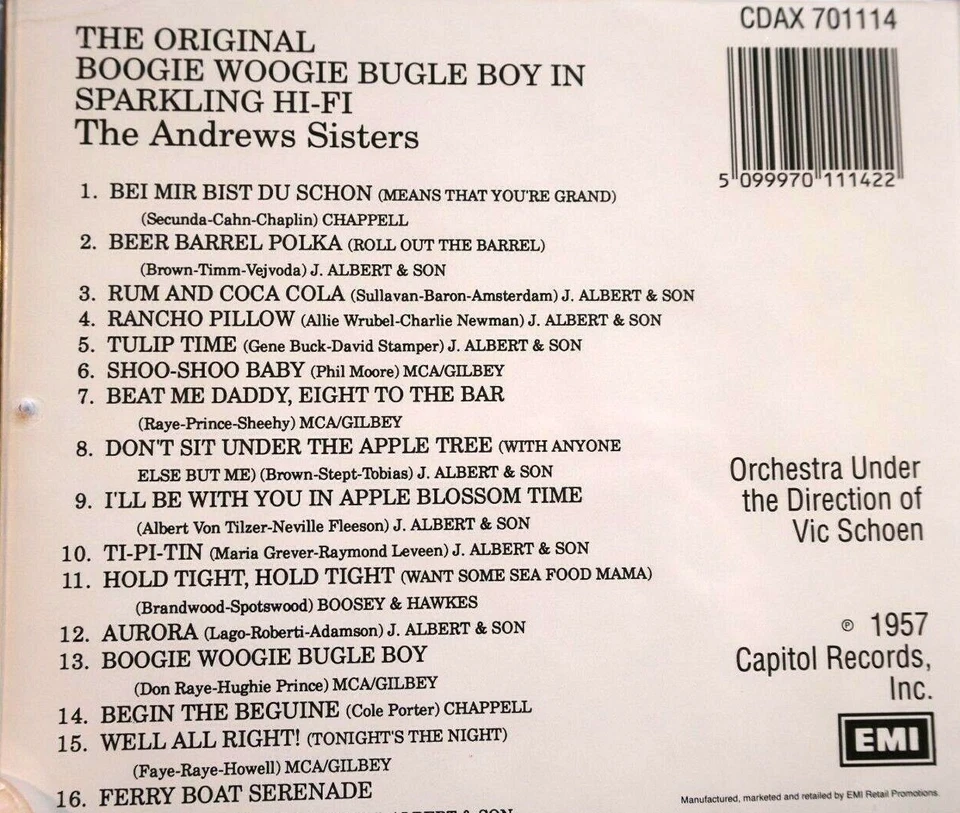 THE ORIGINAL
BOOGIE WOOGIE BUGLE BOY IN
SPARKLING HI-FI
The Andrews Sisters
CDAX 701114
5 099970 111422
1. BEI MIR BIST DU SCHON (MEANS THAT YOU'RE GRAND)
(Secunda-Cahn-Chaplin) CHAPPELL
2. BEER BARREL POLKA (ROLL OUT THE BARREL)
(Brown-Timm-Vejvoda) J. ALBERT & SON
3. RUM AND COCA COLA (Sullavan-Baron-Amsterdam) J. ALBERT & SON
4. RANCHO PILLOW (Allie Wrubel-Charlie Newman) J. ALBERT & SON
5. TULIP TIME (Gene Buck-David Stamper) J. ALBERT & SON
6. SHOO-SHOO BABY (Phil Moore) MCA/GILBEY
7. BEAT ME DADDY, EIGHT TO THE BAR
(Raye-Prince-Sheehy) MCA/GILBEY
8. DON'T SIT UNDER THE APPLE TREE (WITH ANYONE
ELSE BUT ME) (Brown-Stept-Tobias) J. ALBERT & SON
9. I'LL BE WITH YOU IN APPLE BLOSSOM TIME
(Albert Von Tilzer-Neville Fleeson) J. ALBERT & SON
10. TI-PI-TIN (Maria Grever-Raymond Leveen) J. ALBERT & SON
11. HOLD TIGHT, HOLD TIGHT (WANT SOME SEA FOOD MAMA)
(Brandwood-Spotswood) BOOSEY & HAWKES
12. AURORA (Lago-Roberti-Adamson) J. ALBERT & SON
13. BOOGIE WOOGIE BUGLE BOY
(Don Raye-Hughie Prince) MCA/GILBEY
14. BEGIN THE BEGUINE (Cole Porter) CHAPPELL
15. WELL ALL RIGHT! (TONIGHT'S THE NIGHT)
(Faye-Raye-Howell) MCA/GILBEY
16. FERRY BOAT SERENADE
ALBERT & SON
Orchestra Under
the Direction of
Vic Schoen
℗ 1957
Capitol Records,
Inc.
EMI
Manufactured, marketed and retailed by EMI Retail Promotions.